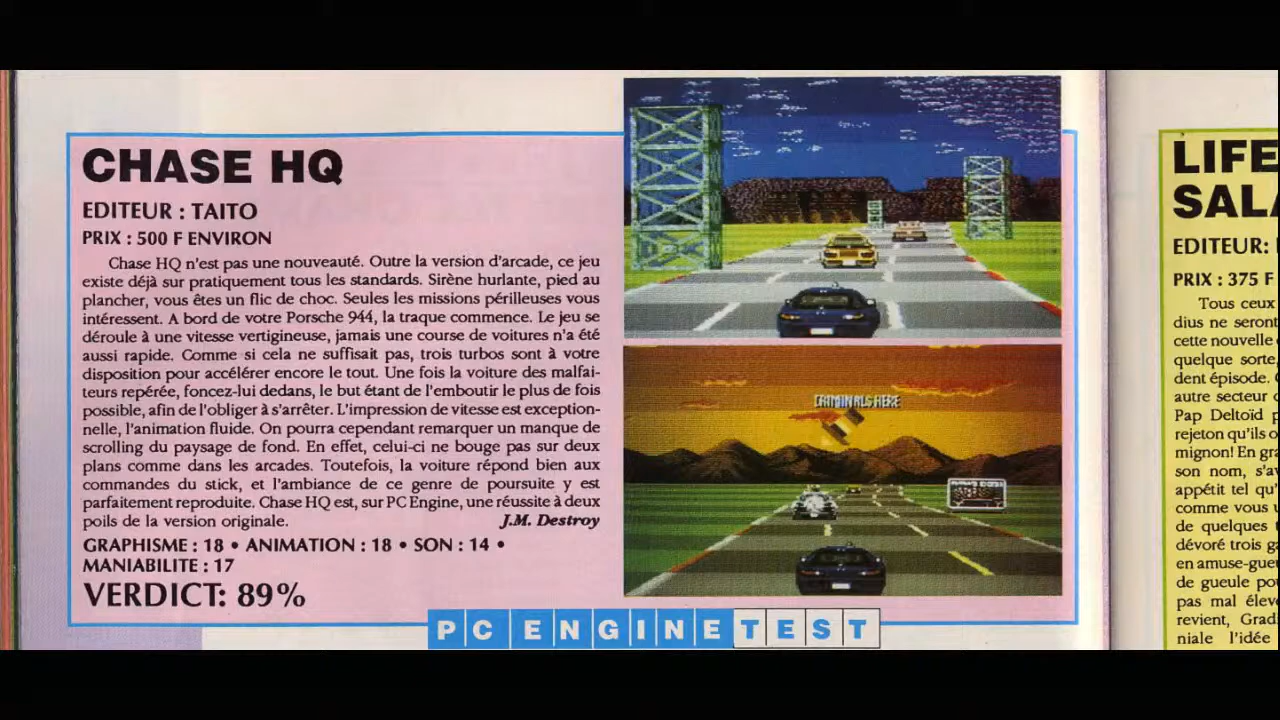 CHASE HQ
EDITEUR : TAITO
PRIX : 500 F ENVIRON
Chase HQ n'est pas une nouveauté. Outre la version d'arcade, ce jeu
existe déjà sur pratiquement tous les standards. Sirène hurlante, pied au
plancher, vous êtes un flic de choc. Seules les missions périlleuses vous
intéressent. A bord de votre Porsche 944, la traque commence. Le jeu se
déroule à une vitesse vertigineuse, jamais une course de voitures n'a été
aussi rapide. Comme si cela ne suffisait pas, trois turbos sont à votre
disposition pour accélérer encore le tout. Une fois la voiture des malfai-
teurs repérée, foncez-lui dedans, le but étant de l'emboutir le plus de fois
possible, afin de l'obliger à s'arrêter. L'impression de vitesse est exception-
nelle, l'animation fluide. On pourra cependant remarquer un manque de
scrolling du paysage de fond. En effet, celui-ci ne bouge pas sur deux
plans comme dans les arcades. Toutefois, la voiture répond bien aux
commandes du stick, et l'ambiance de ce genre de poursuite y est
parfaitement reproduite. Chase HQ est, sur PC Engine, une réussite à deux
poils de la version originale. J.M. Destroy
GRAPHISME : 18 • ANIMATION : 18 • SON : 14 •
MANIABILITE : 17
VERDICT: 89%
CRIMINALS HERE
PC ENGINE TEST
LIFE
SALA
EDITEUR:
PRIX : 375 F
Tous ceux
dius ne seront
cette nouvelle
quelque sorte,
dent épisode.
autre secteur
Pap Deltoïd
rejeton qu'ils
mignon! En gra
son nom, s'av
appétit tel qu'
comme vous
de quelques
dévoré trois ga
en amuse-gueu
de gueule pou
pas mal élev
revient, Grad
niale l'idée